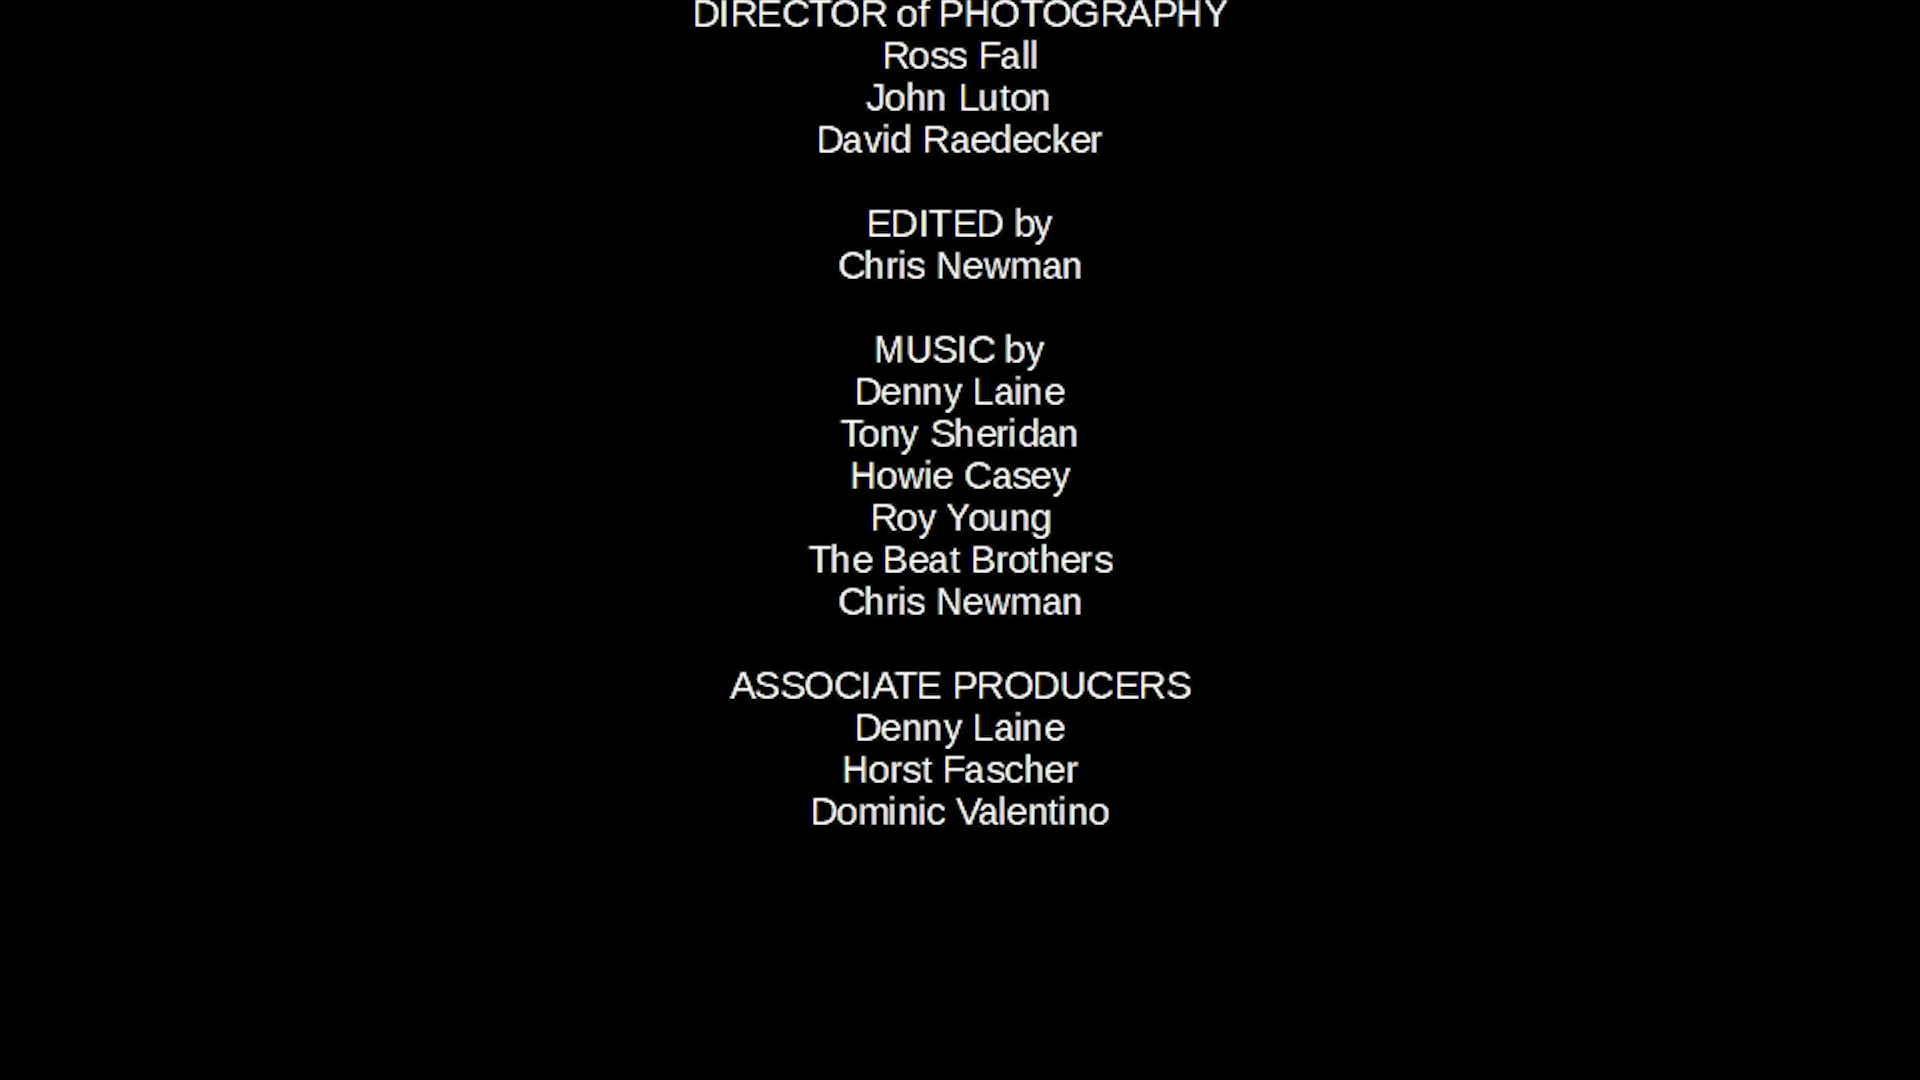 DIRECTOR of PHOTOGRAPHY
Ross Fall
John Luton
David Raedecker
EDITED by
Chris Newman
MUSIC by
Denny Laine
Tony Sheridan
Howie Casey
Roy Young
The Beat Brothers
Chris Newman
ASSOCIATE PRODUCERS
Denny Laine
Horst Fascher
Dominic Valentino